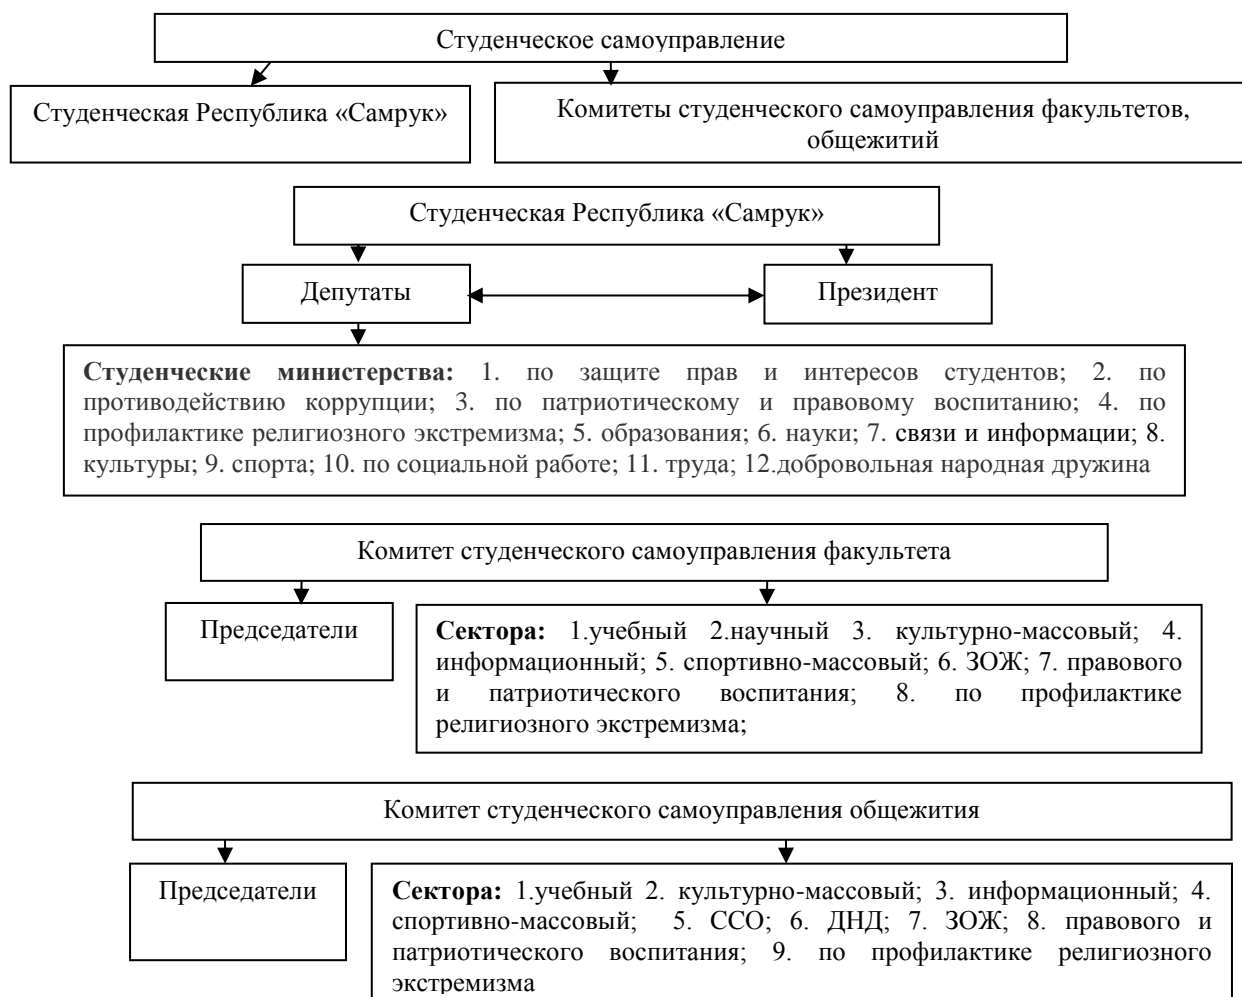 Студенческое самоуправление
Студенческая Республика «Самрук»
Комитеты студенческого самоуправления факультетов,
общежитий
Студенческая Республика «Самрук»
Депутаты
Президент
Студенческие министерства: 1. по защите прав и интересов студентов; 2. по
противодействию коррупции; 3. по патриотическому и правовому воспитанию; 4. по
профилактике религиозного экстремизма; 5. образования; 6. науки; 7. связи и информации; 8.
культуры; 9. спорта; 10. по социальной работе; 11. труда; 12.добровольная народная дружина
Комитет студенческого самоуправления факультета
Председатели
Сектора: 1.учебный 2.научный 3. культурно-массовый; 4.
информационный; 5. спортивно-массовый; 6. ЗОЖ; 7. правового
и патриотического воспитания; 8. по профилактике
религиозного экстремизма;
Комитет студенческого самоуправления общежития
Председатели
Сектора: 1.учебный 2. культурно-массовый; 3. информационный; 4.
спортивно-массовый; 5. ССО; 6. ДНД; 7. ЗОЖ; 8. правового и
патриотического воспитания; 9. по профилактике религиозного
экстремизма